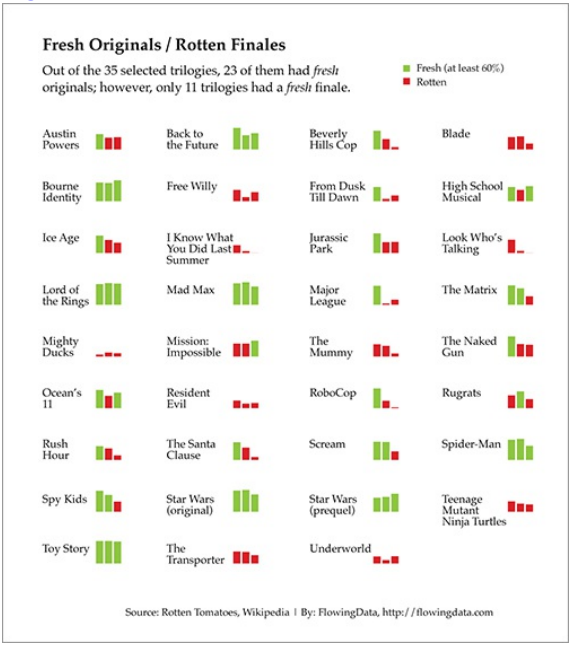 Fresh Originals / Rotten Finales
Out of the 35 selected trilogies, 23 of them had fresh
originals; however, only 11 trilogies had a fresh finale.
Fresh (at least 60%)
Rotten
Austin
Powers
Back to
the Future
Beverly
Hills Cop
Blade
Bourne
Identity
Free Willy
From Dusk
Till Dawn
High School
Musical
Ice Age
I Know What
You Did Last
Summer
Jurassic
Park
Look Who's
Talking
Lord of
the Rings
Mad Max
Major
League
The Matrix
Mighty
Ducks
Mission:
Impossible
The
Mummy
The Naked
Gun
Ocean's
11
Resident
Evil
RoboCop
Rugrats
Rush
Hour
The Santa
Clause
Scream
Spider-Man
Spy Kids
Star Wars
(original)
Star Wars
(prequel)
Teenage
Mutant
Ninja Turtles
Toy Story
The
Transporter
Underworld
Source: Rotten Tomatoes, Wikipedia | By: FlowingData, http://flowingdata.com